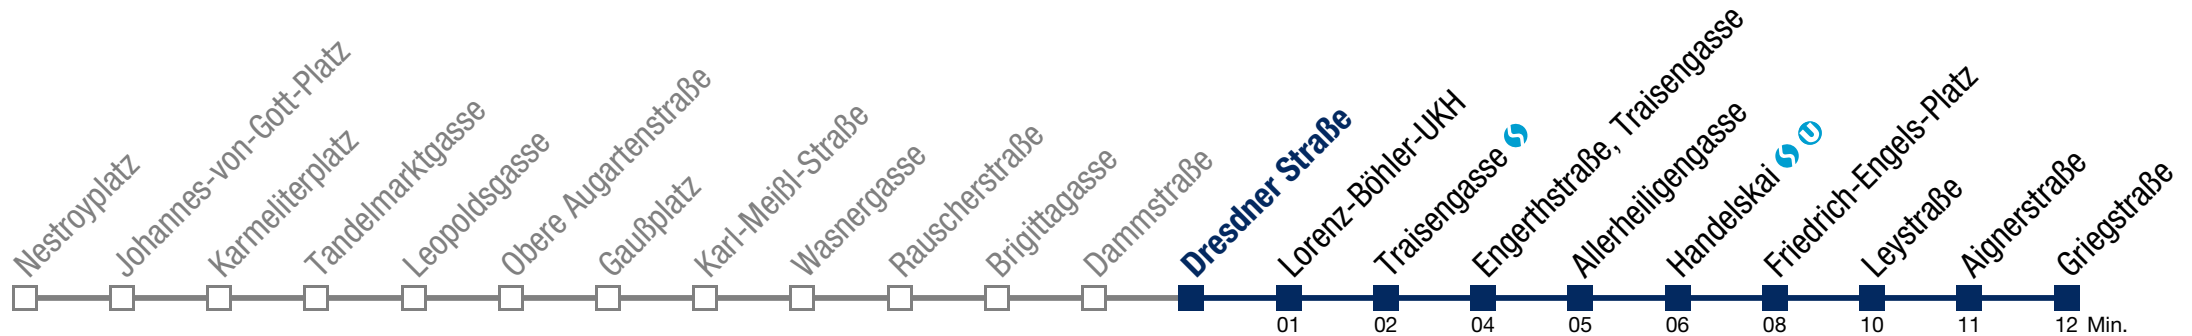 Nestroyplatz
Johannes-von-Gott-Platz
Karmeliterplatz
Tandelmarktgasse
Leopoldsgasse
Obere Augartenstraße
Gaußplatz
Karl-Meißl-Straße
Wasnergasse
Rauscherstraße
Brigittagasse
Dammstraße
Dresdner Straße
Lorenz-Böhler-UKH
Traisengasse S
Engerthstraße, Traisengasse
Allerheiligengasse
Handelskai S U
Friedrich-Engels-Platz
Leystraße
Aignerstraße
Griegstraße
01 02 04 05 06 08 10 11 12 Min.